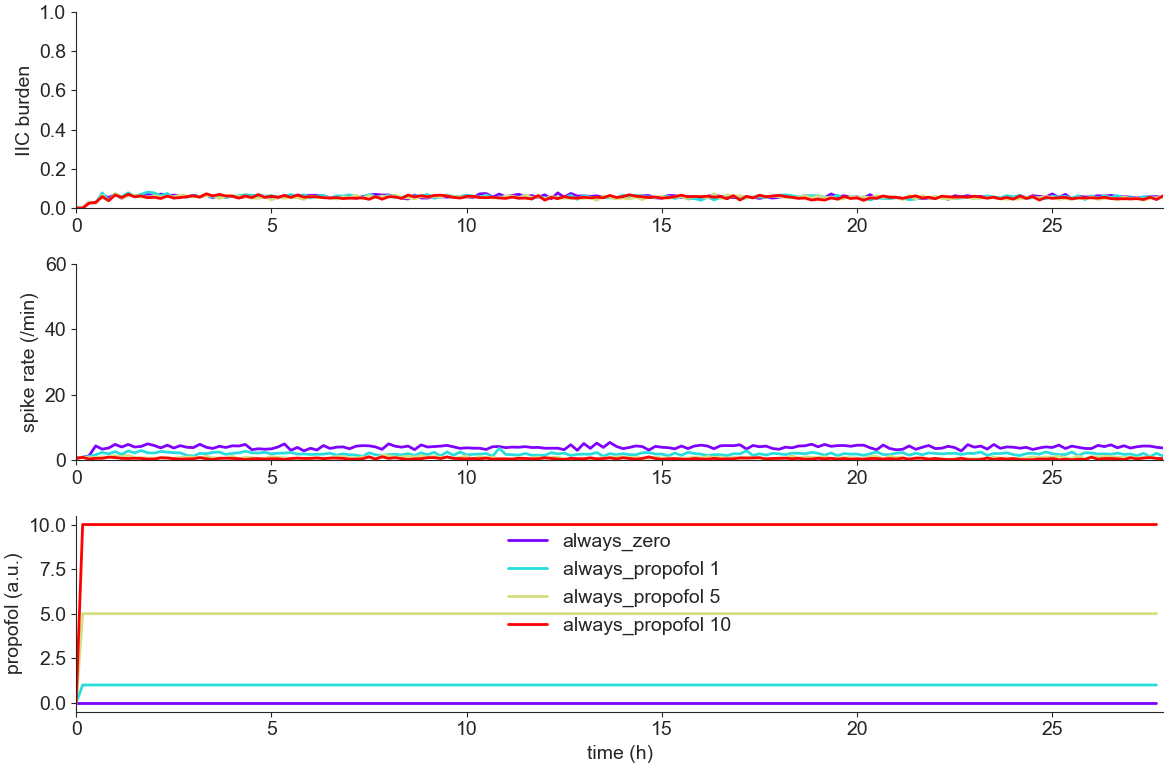 1.0
0.8
0.6
0.4
0.2
0.0
IIC burden
0 5 10 15 20 25
60
40
20
0
spike rate (/min)
0 5 10 15 20 25
10.0
7.5
5.0
2.5
0.0
propofol (a.u.)
always_zero
always_propofol 1
always_propofol 5
always_propofol 10
0 5 10 15 20 25
time (h)